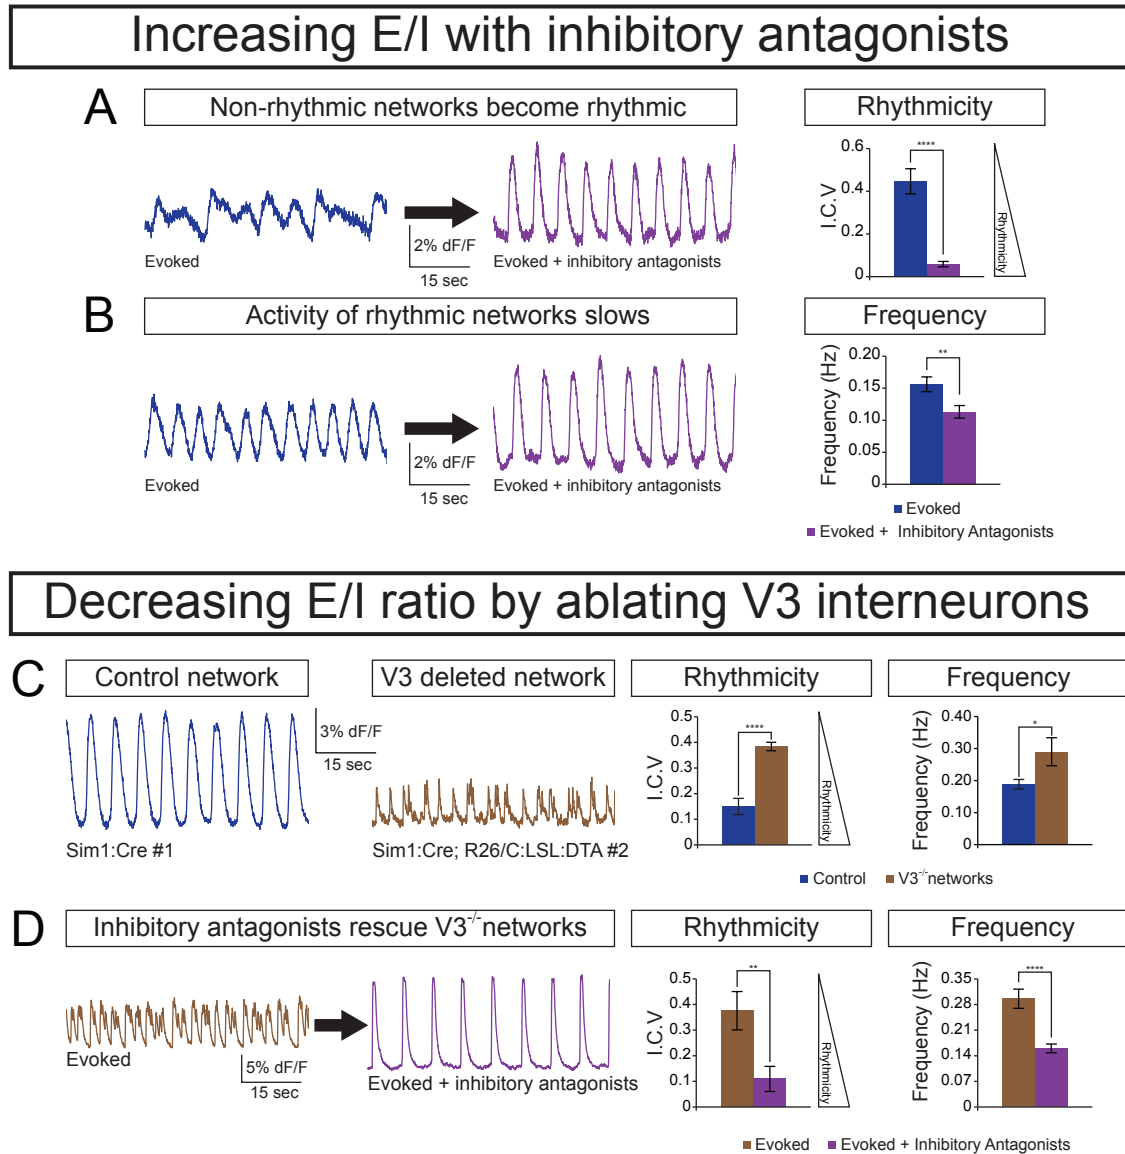 Increasing E/I with inhibitory antagonists
A
Non-rhythmic networks become rhythmic
Rhythmicity
Evoked
2% dF/F
15 sec
Evoked + inhibitory antagonists
I.C.V
0.6
0.4
0.2
0
****
Rhythmicity
B
Activity of rhythmic networks slows
Frequency
Evoked
2% dF/F
15 sec
Evoked + inhibitory antagonists
Frequency (Hz)
0.20
0.15
0.10
0.05
0
**
Evoked
Evoked + Inhibitory Antagonists
Decreasing E/I ratio by ablating V3 interneurons
C
Control network
V3 deleted network
Rhythmicity
Frequency
3% dF/F
15 sec
Sim1:Cre #1
Sim1:Cre; R26/C:LSL:DTA #2
I.C.V
0.5
0.4
0.3
0.2
0.1
0
****
Rhythmicity
Frequency (Hz)
0.40
0.30
0.20
0.10
0
*
Control
V3-/-networks
D
Inhibitory antagonists rescue V3-/-networks
Rhythmicity
Frequency
Evoked
5% dF/F
15 sec
Evoked + inhibitory antagonists
I.C.V
0.5
0.4
0.3
0.2
0.1
0
**
Rhythmicity
Frequency (Hz)
0.35
0.28
0.21
0.14
0.07
0
****
Evoked
Evoked + Inhibitory Antagonists